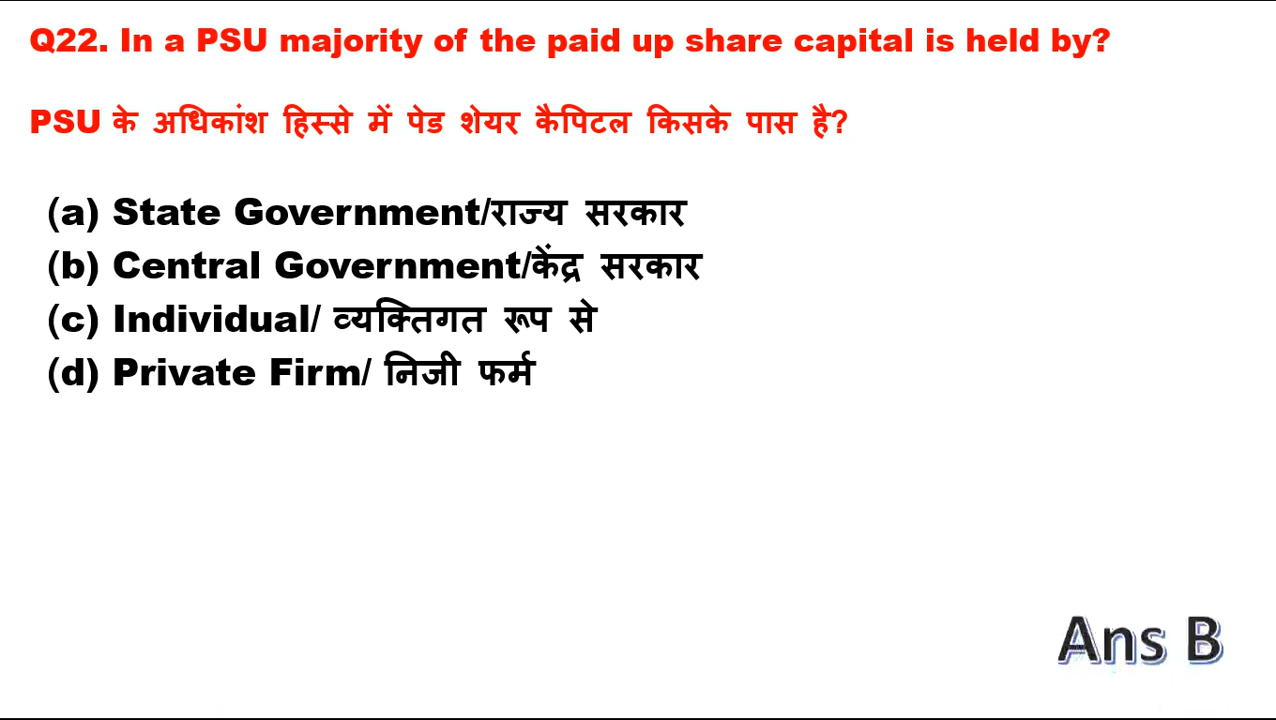 Q22. In a PSU majority of the paid up share capital is held by?
PSU के अधिकांश हिस्से में पेड शेयर कैपिटल किसके पास है?
(a) State Government/राज्य सरकार
(b) Central Government/केंद्र सरकार
(c) Individual/ व्यक्तिगत रूप से
(d) Private Firm/ निजी फर्म
Ans B